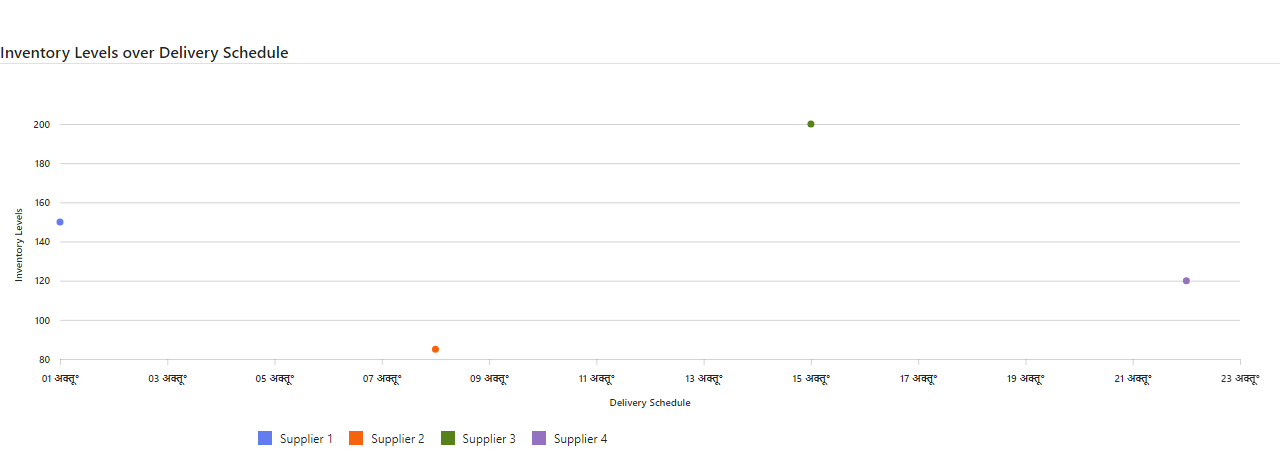 Inventory Levels over Delivery Schedule
200
180
160
140
120
100
80
Inventory Levels
01 अक्तू° 03 अक्तू° 05 अक्तू° 07 अक्तू° 09 अक्तू° 11 अक्तू° 13 अक्तू° 15 अक्तू° 17 अक्तू° 19 अक्तू° 21 अक्तू° 23 अक्तू°
Delivery Schedule
Supplier 1 Supplier 2 Supplier 3 Supplier 4